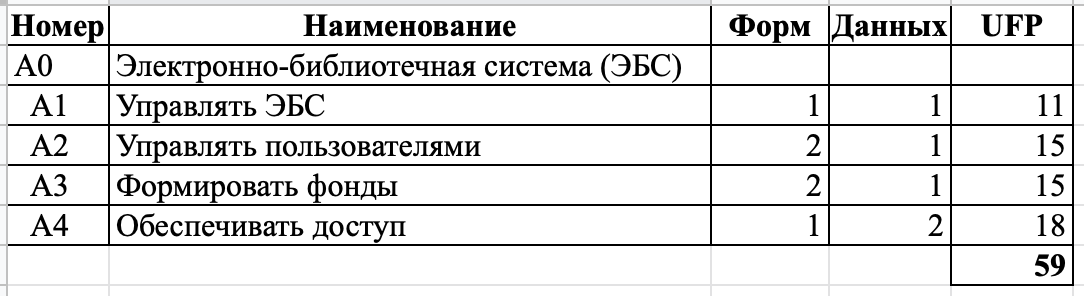 Номер Наименование Форм Данных UFP
A0 Электронно-библиотечная система (ЭБС)
A1 Управлять ЭБС 1 1 11
A2 Управлять пользователями 2 1 15
A3 Формировать фонды 2 1 15
A4 Обеспечивать доступ 1 2 18
59